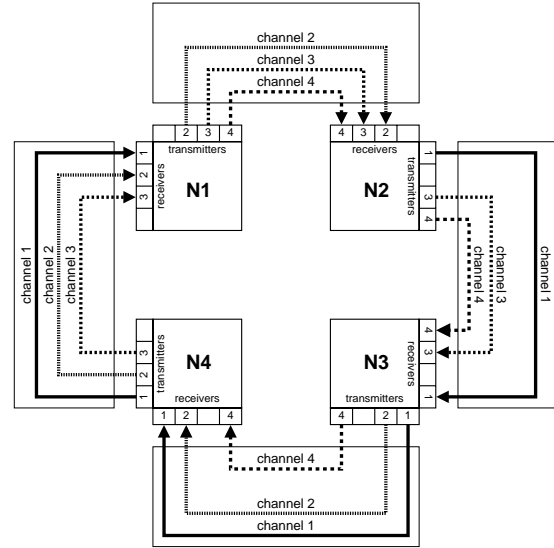 channel 2
channel 3
channel 4
2 3 4
transmitters
1
2
3
receivers
N1
4 3 2
receivers
1
3
4
transmitters
N2
channel 1
channel 2
channel 3
channel 4
channel 3
channel 1
3
2
1
transmitters
N4
receivers
1 2 4
4
3
1
receivers
N3
transmitters
4 2 1
channel 4
channel 2
channel 1